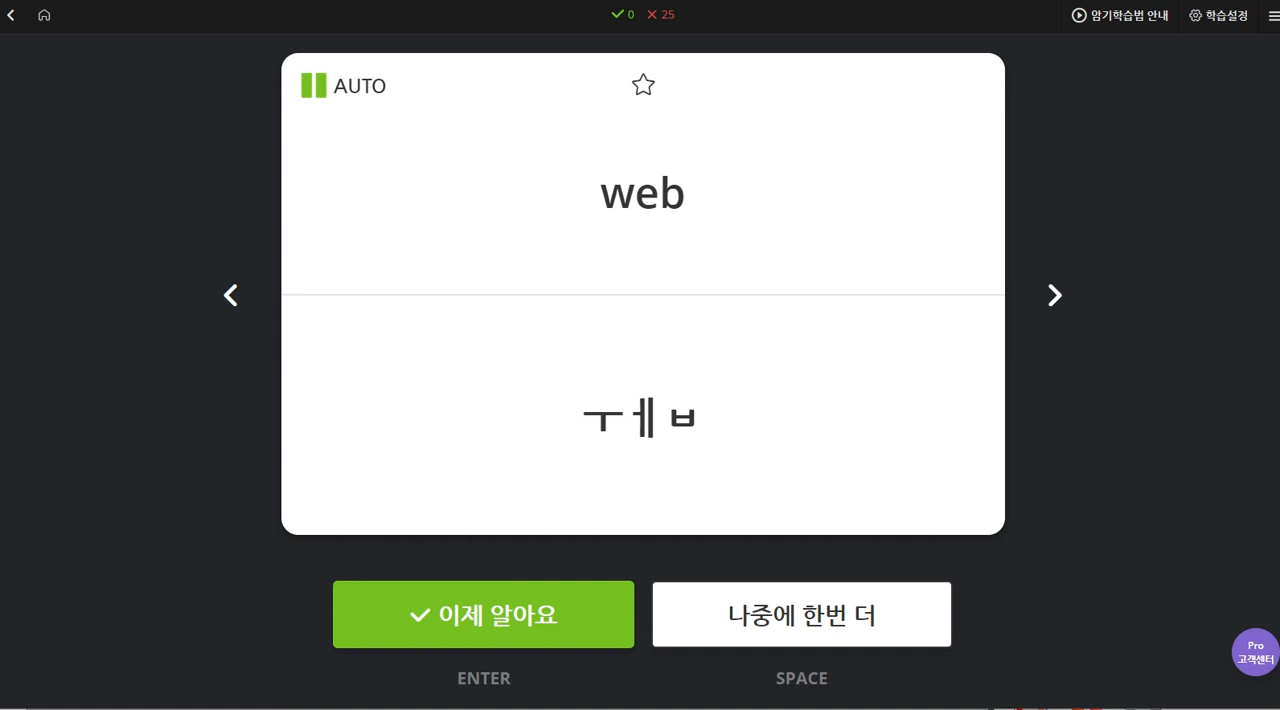 0 25 암기학습법 안내 학습설정
AUTO
web
ㅜㅔㅂ
이제 알아요 나중에 한번 더
ENTER SPACE
Pro
고객센터